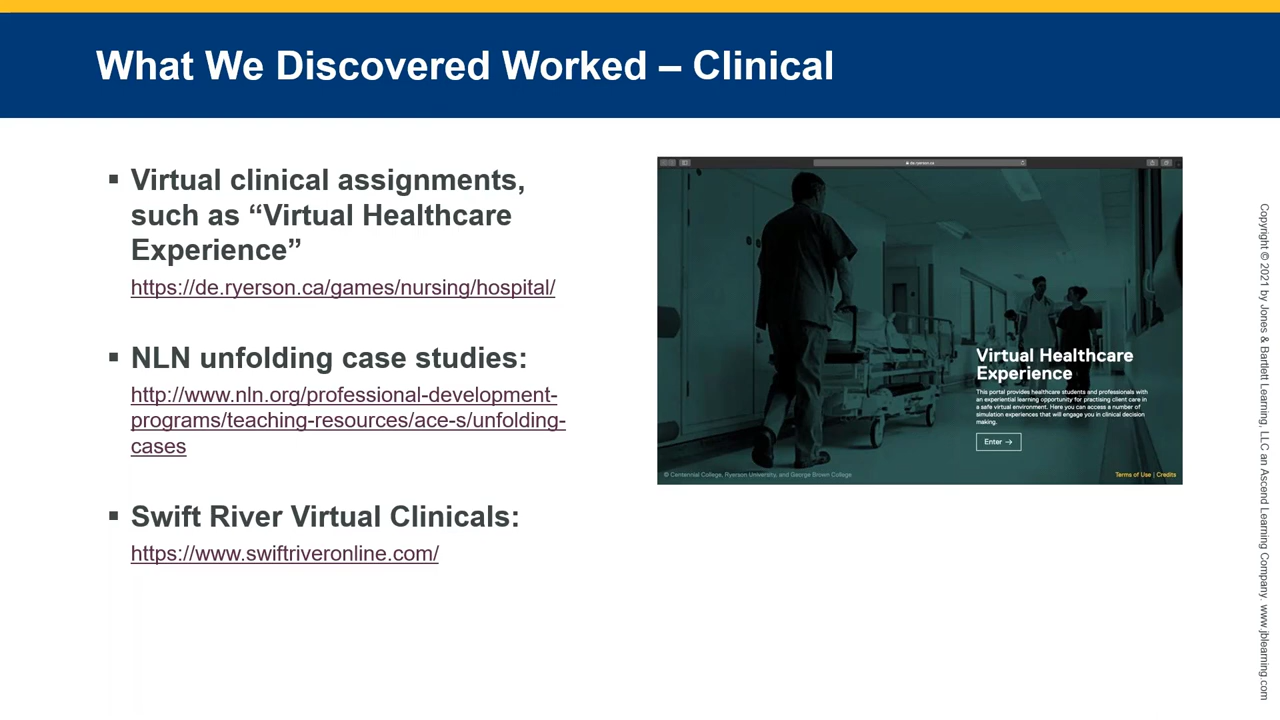 What We Discovered Worked – Clinical
▪ Virtual clinical assignments,
such as “Virtual Healthcare
Experience”
https://de.ryerson.ca/games/nursing/hospital/
▪ NLN unfolding case studies:
http://www.nln.org/professional-development-
programs/teaching-resources/ace-s/unfolding-
cases
▪ Swift River Virtual Clinicals:
https://www.swiftriveronline.com/
de.ryerson.ca
Virtual Healthcare
Experience
This portal provides healthcare students and professionals with
an experiential learning opportunity for practising client care in
a safe virtual environment. Here you can access a number of
simulation experiences that will engage you in clinical decision
making.
Enter →
© Centennial College, Ryerson University, and George Brown College
Terms of Use | Credits
Copyright © 2021 by Jones & Bartlett Learning, LLC an Ascend Learning Company. www.jblearning.com